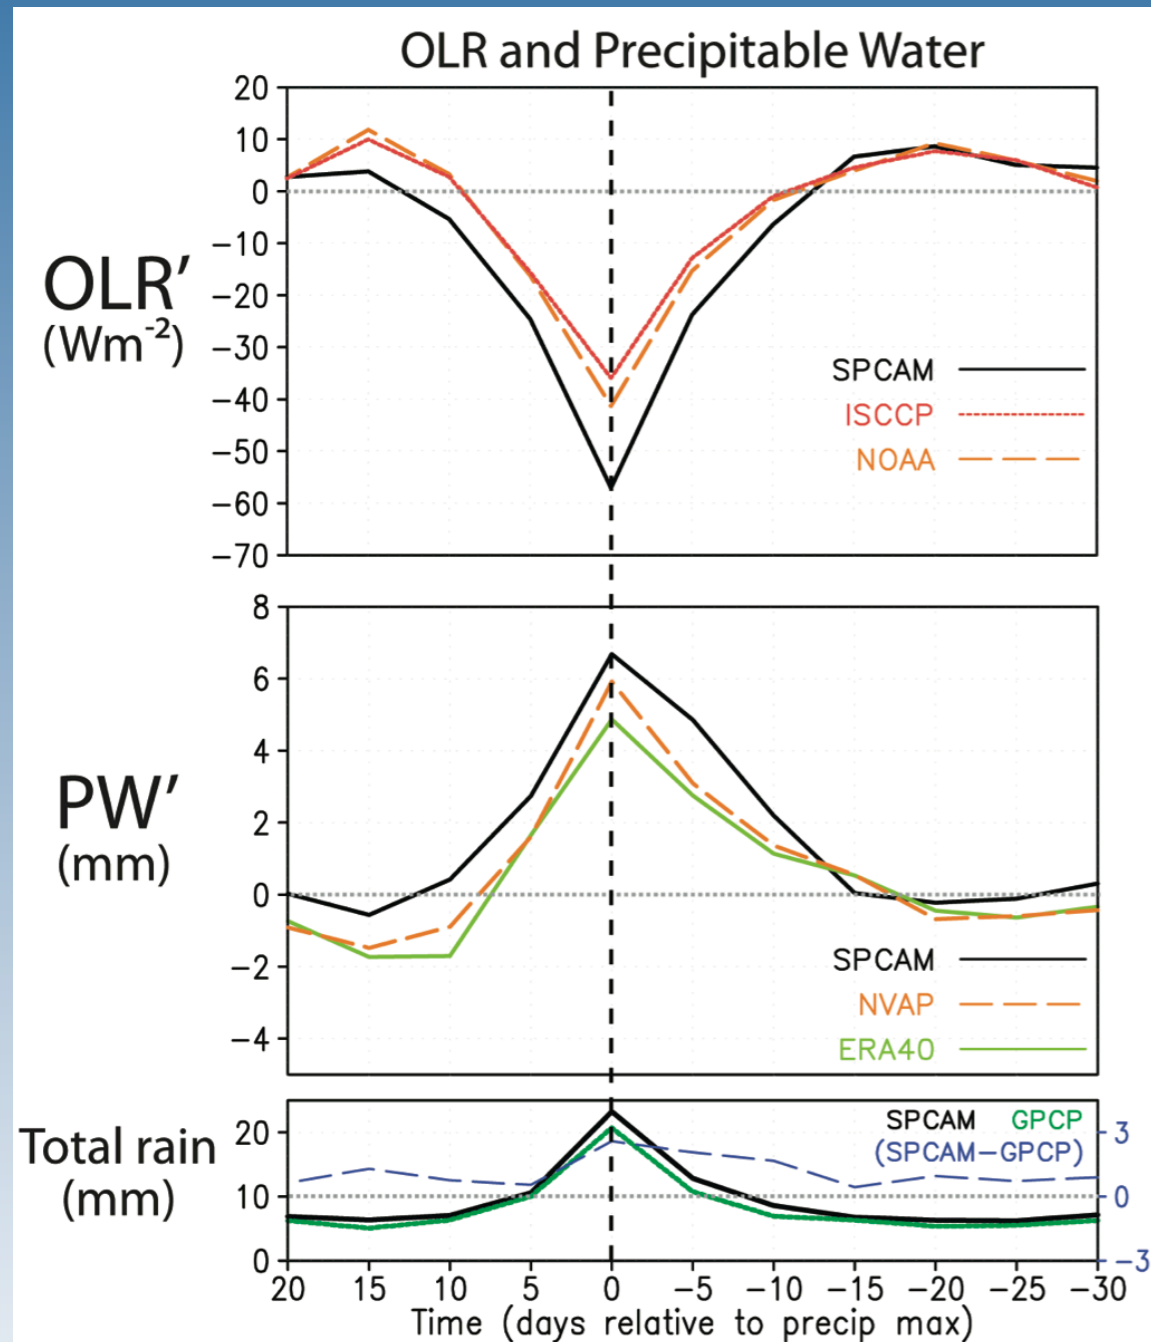 OLR and Precipitable Water
20
10
0
−10
−20
−30
−40
−50
−60
−70
OLR’
(Wm⁻²)
SPCAM
ISCCP
NOAA
8
6
4
2
0
−2
−4
PW’
(mm)
SPCAM
NVAP
ERA40
Total rain
(mm)
20
10
0
SPCAM GPCP
(SPCAM−GPCP)
3
0
−3
20 15 10 5 0 −5 −10 −15 −20 −25 −30
Time (days relative to precip max)